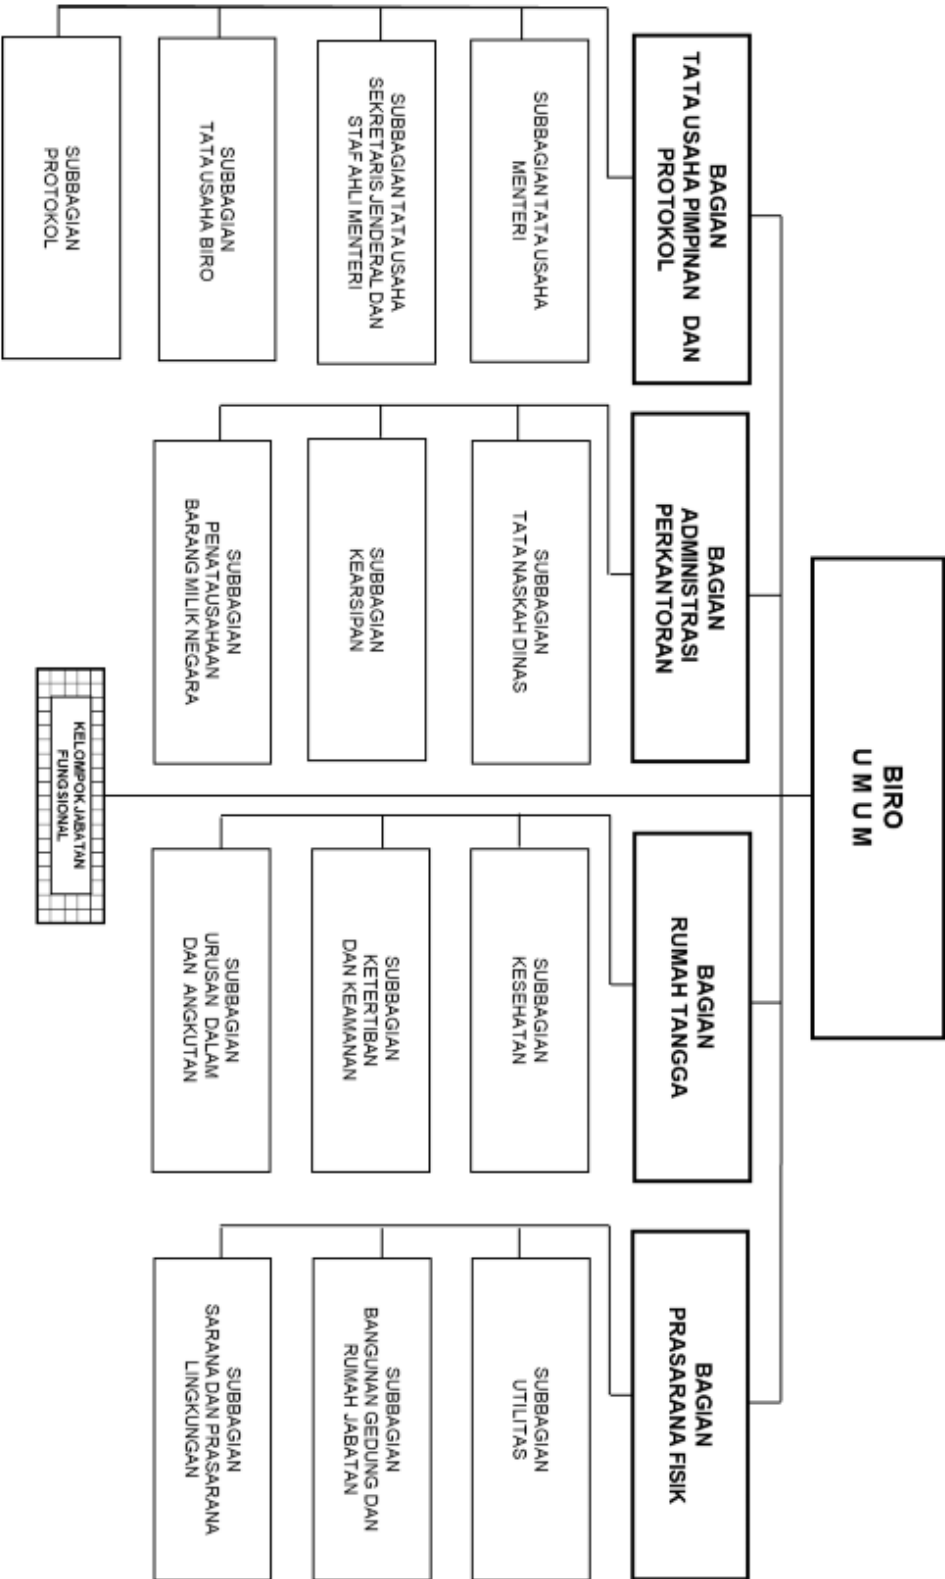 BIRO
U M U M
BAGIAN
TATA USAHA PIMPINAN DAN
PROTOKOL
BAGIAN
ADMINISTRASI
PERKANTORAN
BAGIAN
RUMAH TANGGA
BAGIAN
PRASARANA FISIK
SUBBAGIAN TATA USAHA
MENTERI
SUBBAGIAN
TATA NASKAH DINAS
SUBBAGIAN
KESEHATAN
SUBBAGIAN
UTILITAS
SUBBAGIAN TATA USAHA
SEKRETARIS JENDERAL DAN
STAF AHLI MENTERI
SUBBAGIAN
KEARSIPAN
SUBBAGIAN
KETERTIBAN
DAN KEAMANAN
SUBBAGIAN
BANGUNAN GEDUNG DAN
RUMAH JABATAN
SUBBAGIAN
TATA USAHA BIRO
SUBBAGIAN
PENATAUSAHAAN
BARANG MILIK NEGARA
SUBBAGIAN
URUSAN DALAM
DAN ANGKUTAN
SUBBAGIAN
SARANA DAN PRASARANA
LINGKUNGAN
SUBBAGIAN
PROTOKOL
KELOMPOK JABATAN
FUNGSIONAL